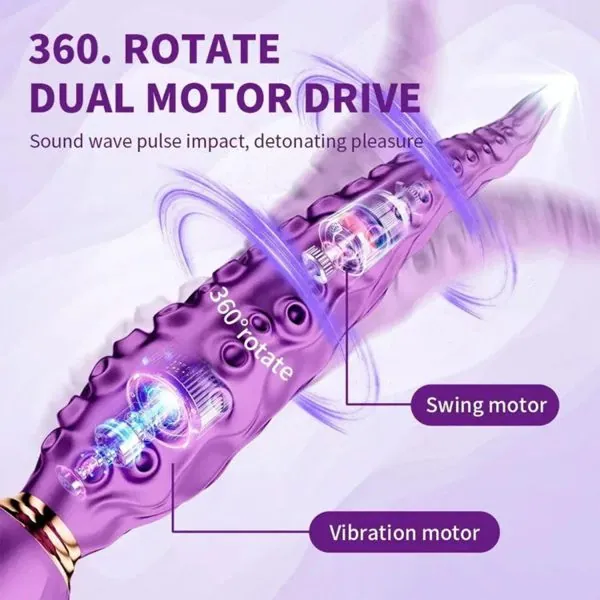 360. ROTATE
DUAL MOTOR DRIVE
Sound wave pulse impact, detonating pleasure
360°rotate
Swing motor
Vibration motor